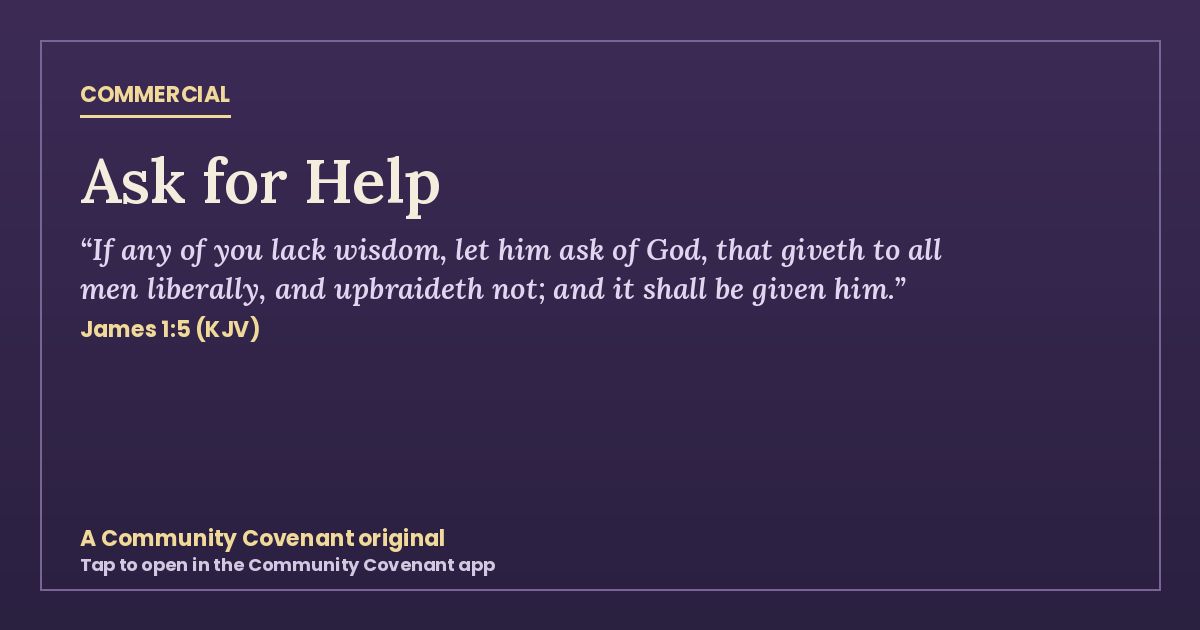 COMMERCIAL
Ask for Help
“If any of you lack wisdom, let him ask of God, that giveth to all
men liberally, and upbraideth not; and it shall be given him.”
James 1:5 (KJV)
A Community Covenant original
Tap to open in the Community Covenant app